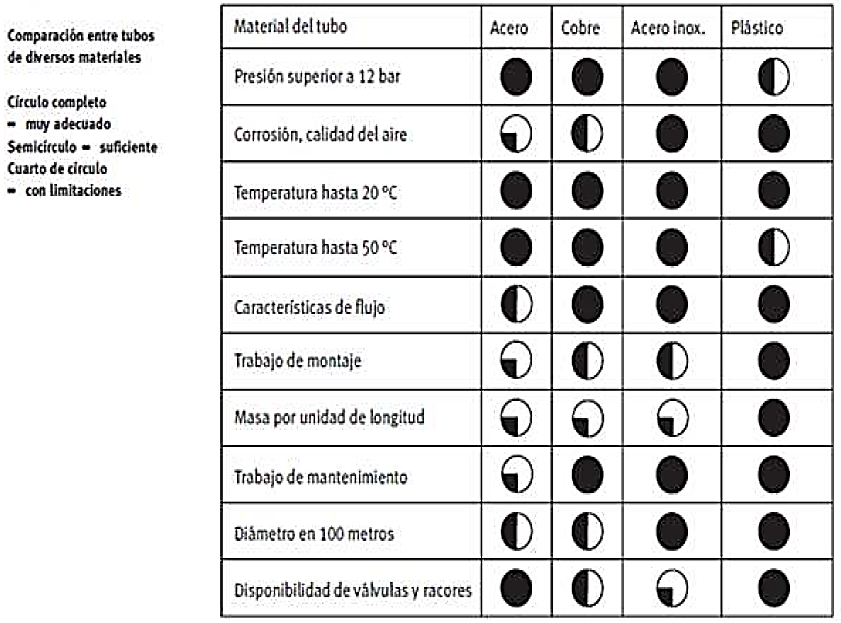 Comparación entre tubos
de diversos materiales
Círculo completo
= muy adecuado
Semicírculo = suficiente
Cuarto de círculo
= con limitaciones
Material del tubo Acero Cobre Acero inox. Plástico
Presión superior a 12 bar
Corrosión, calidad del aire
Temperatura hasta 20 ºC
Temperatura hasta 50 ºC
Características de flujo
Trabajo de montaje
Masa por unidad de longitud
Trabajo de mantenimiento
Diámetro en 100 metros
Disponibilidad de válvulas y racores